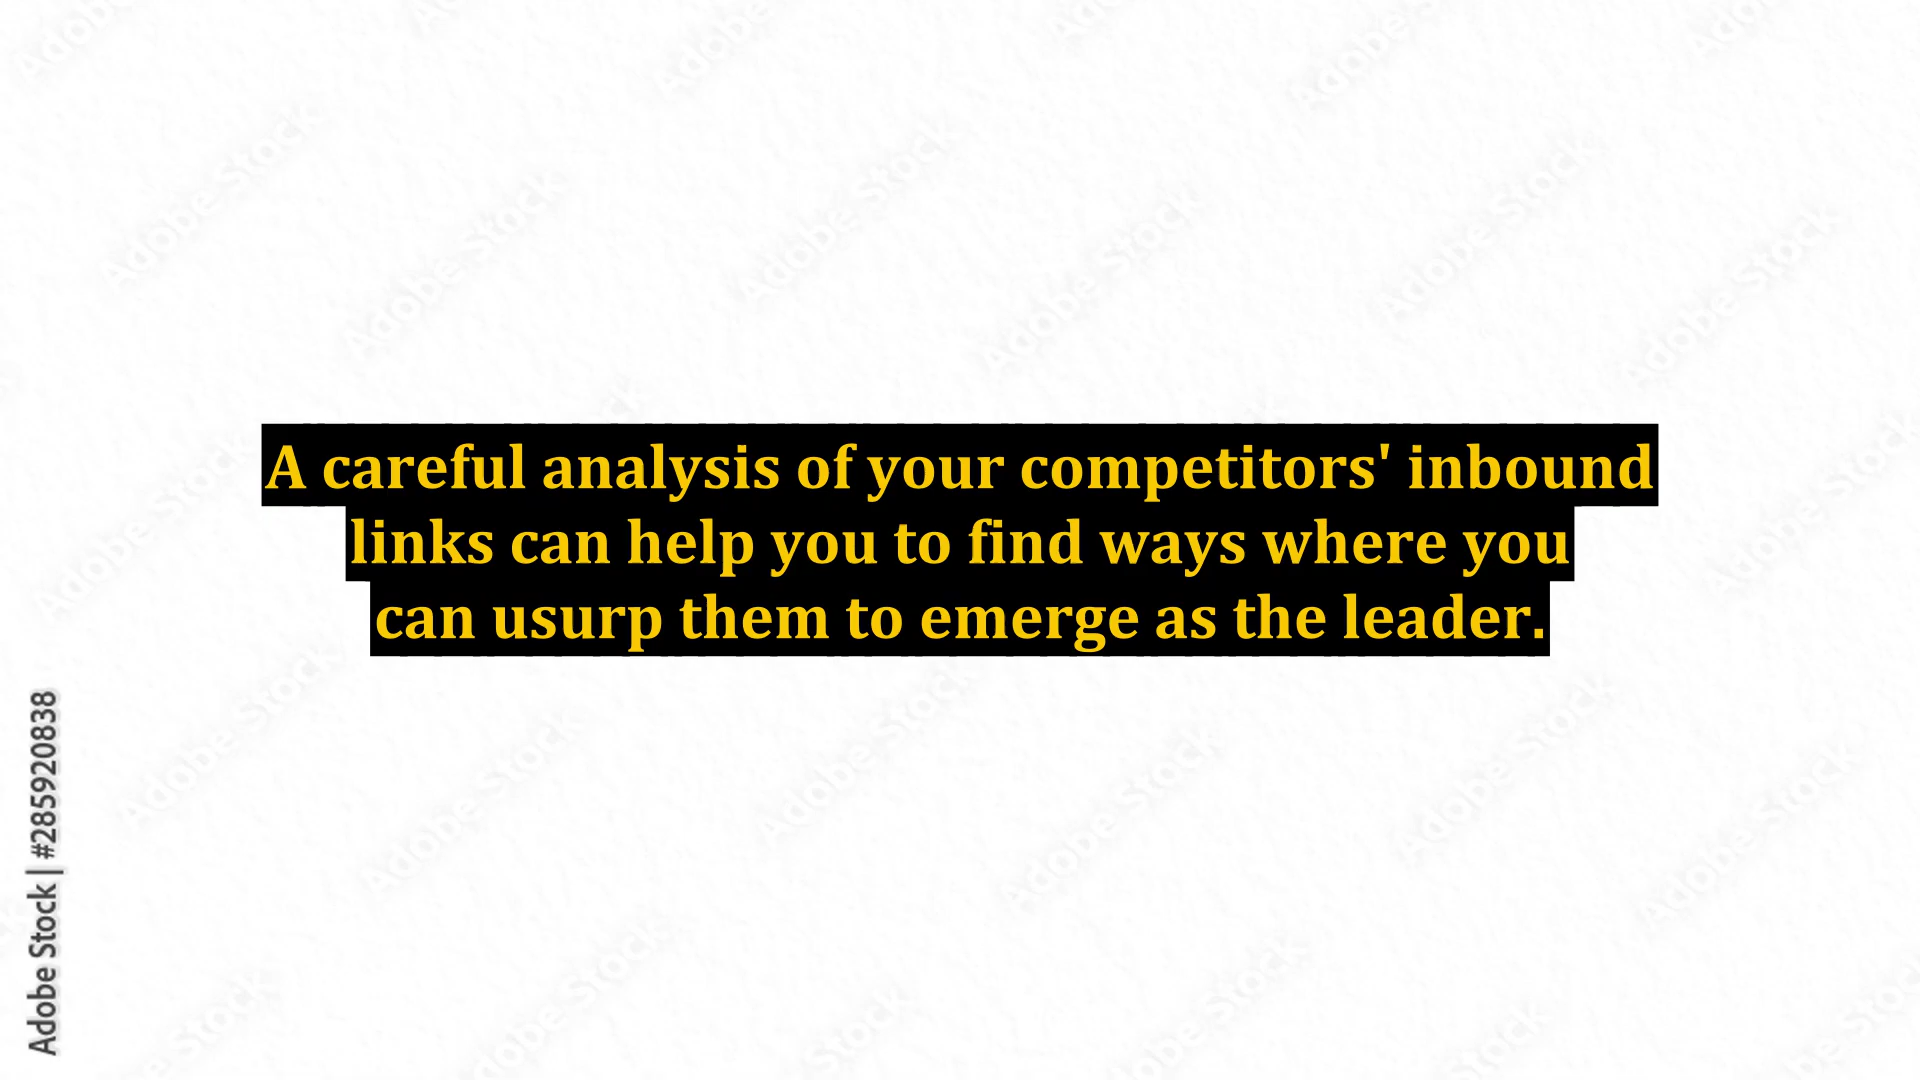 A careful analysis of your competitors' inbound
links can help you to find ways where you
can usurp them to emerge as the leader.
Adobe Stock | #285920838